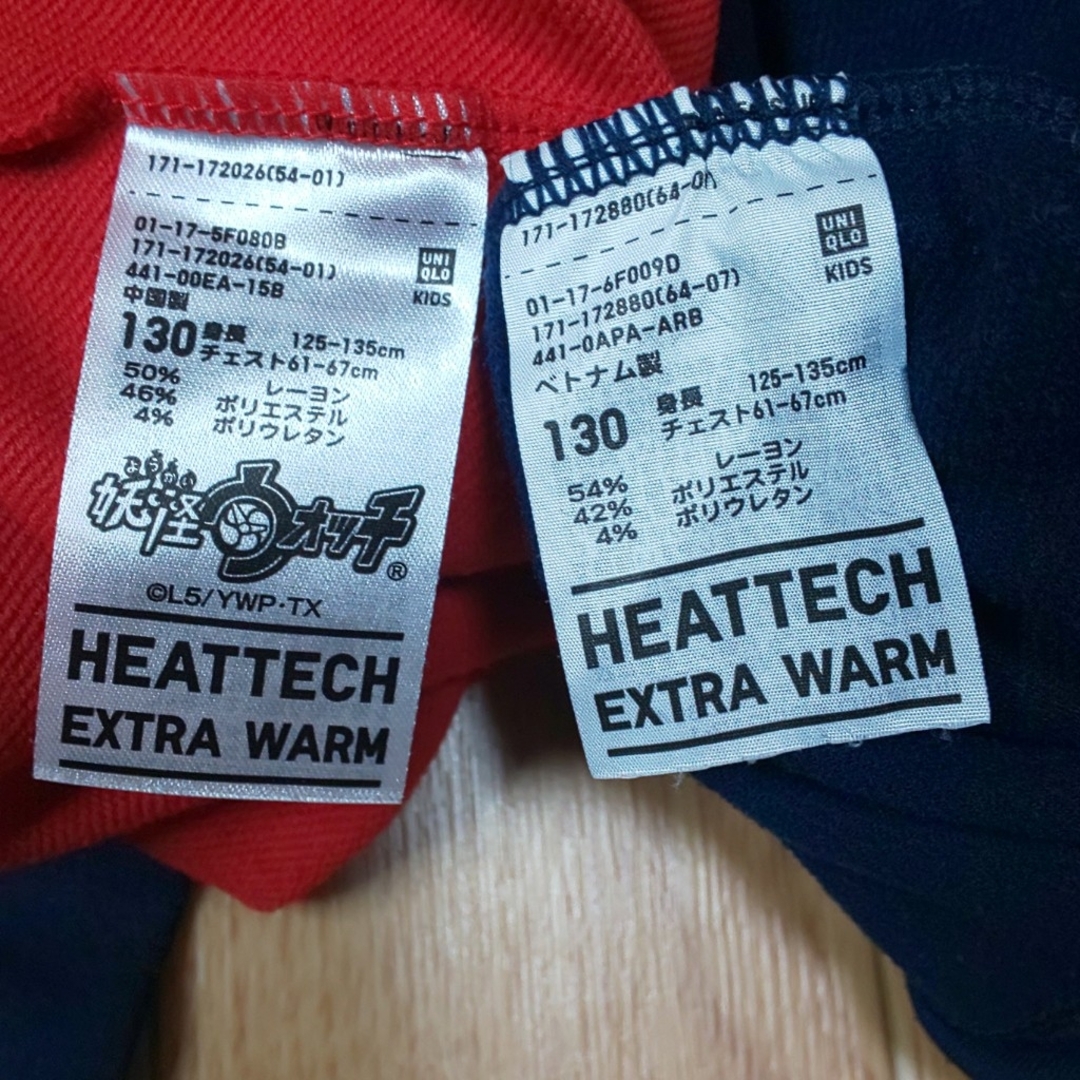 171-172026(54-01)
01-17-5F080B
171-172026(54-01)
441-00EA-15B
中国製
UNI
QLO
KIDS
130 身長 125-135cm
チェスト61-67cm
50% レーヨン
46% ポリエステル
4% ポリウレタン
ようかい
妖怪ウォッチ®
©L5/YWP・TX
HEATTECH
EXTRA WARM
171-172880(64-07
01-17-6F009D
171-172880(64-07)
441-0APA-ARB
ベトナム製
UNI
QLO
KIDS
130 身長 125-135cm
チェスト61-67cm
54% レーヨン
42% ポリエステル
4% ポリウレタン
HEATTECH
EXTRA WARM